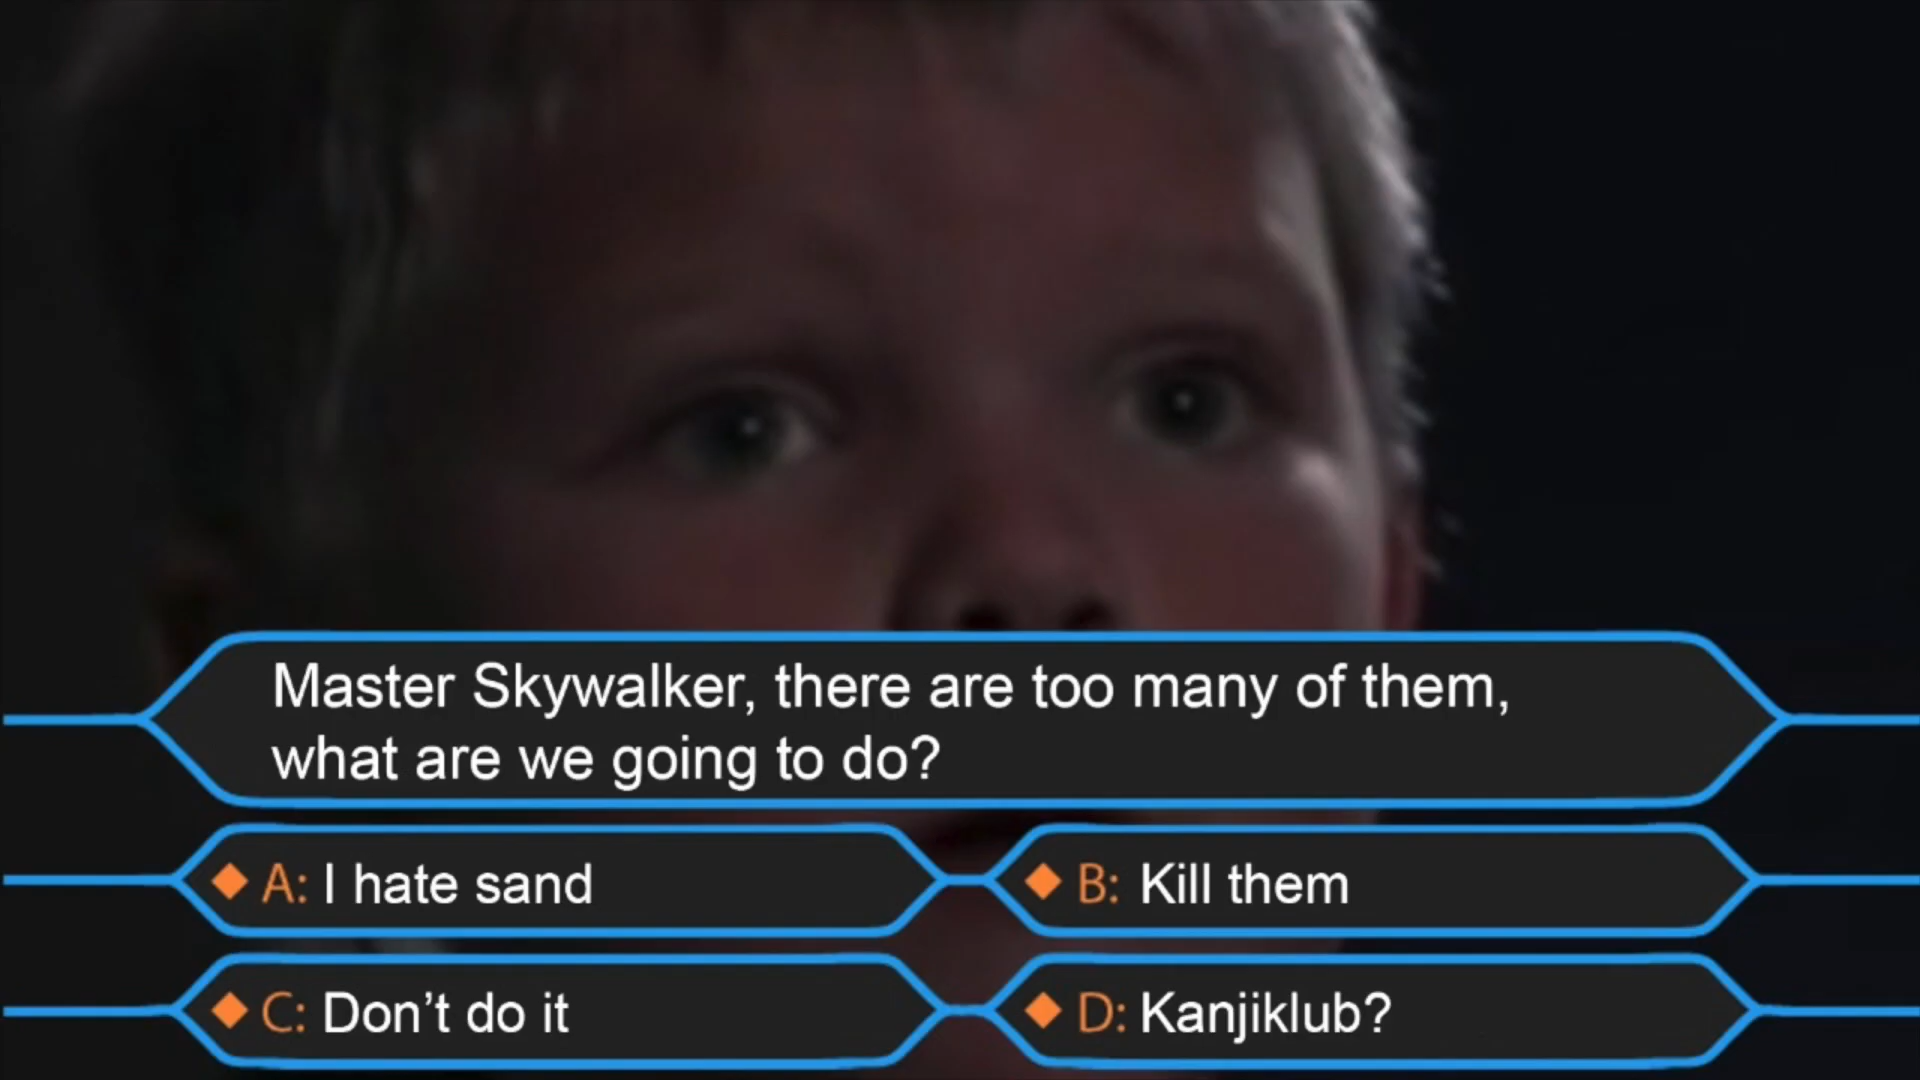 Master Skywalker, there are too many of them,
what are we going to do?
A: I hate sand
B: Kill them
C: Don’t do it
D: Kanjiklub?